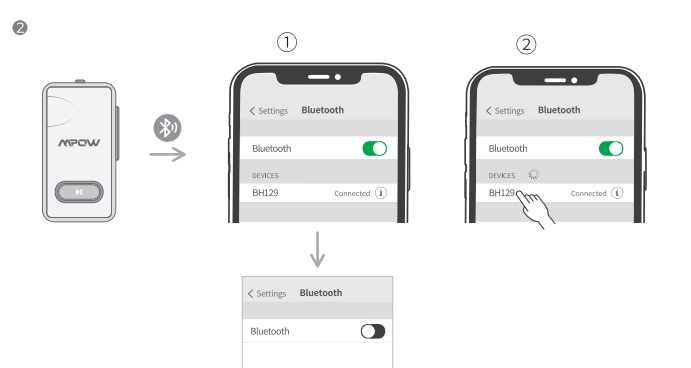 ❷
① 
②
MPOW
< Settings Bluetooth
Bluetooth
DEVICES
BH129 Connected i
< Settings Bluetooth
Bluetooth
DEVICES
BH129 Connected i
< Settings Bluetooth
Bluetooth